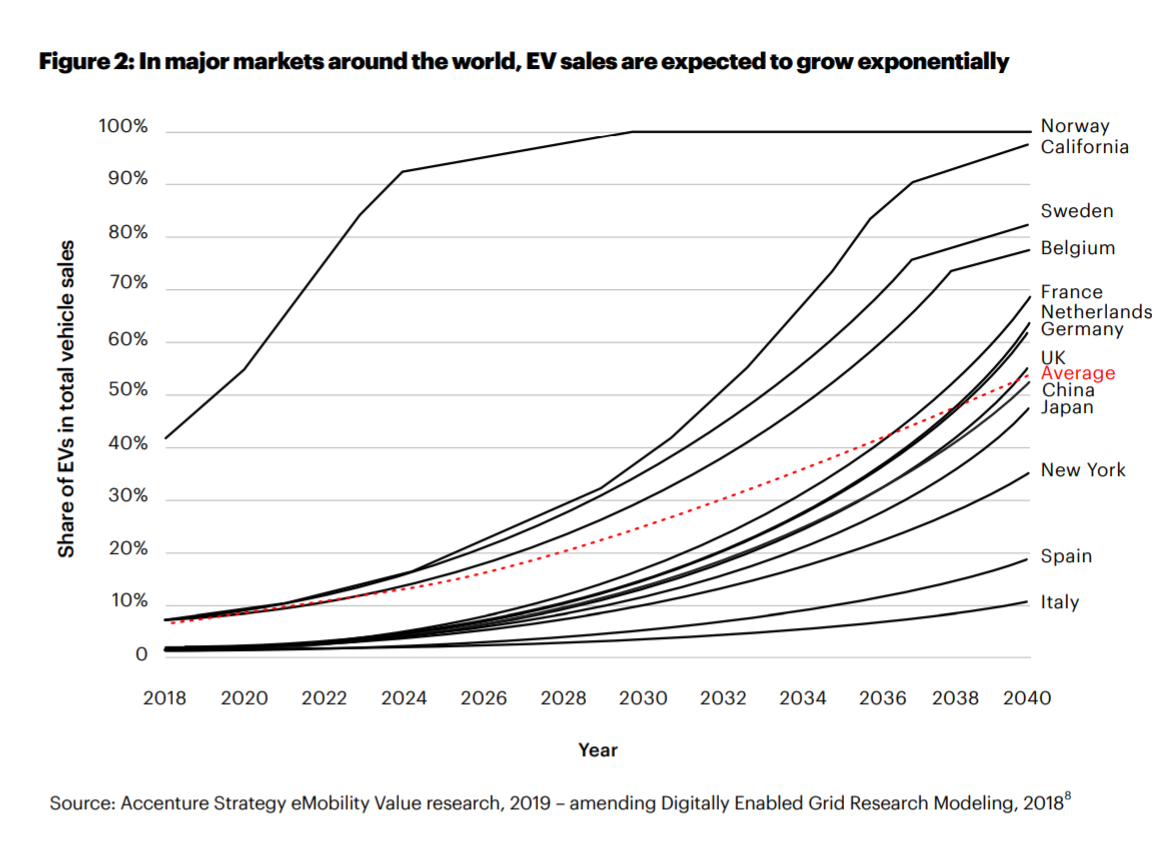 Figure 2: In major markets around the world, EV sales are expected to grow exponentially
Share of EVs in total vehicle sales
100%
90%
80%
70%
60%
50%
40%
30%
20%
10%
0
Norway
California
Sweden
Belgium
France
Netherlands
Germany
UK
Average
China
Japan
New York
Spain
Italy
2018 2020 2022 2024 2026 2028 2030 2032 2034 2036 2038 2040
Year
Source: Accenture Strategy eMobility Value research, 2019 – amending Digitally Enabled Grid Research Modeling, 2018⁸